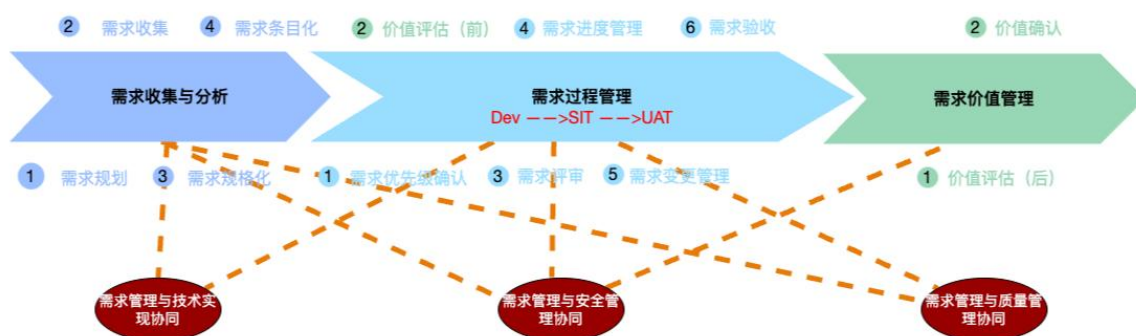 2 需求收集
4 需求条目化
2 价值评估（前）
4 需求进度管理
6 需求验收
2 价值确认
需求收集与分析
需求过程管理
Dev — —>SIT — —>UAT
需求价值管理
1 需求规划
3 需求规格化
1 需求优先级确认
3 需求评审
5 需求变更管理
1 价值评估（后）
需求管理与技术实
现协同
需求管理与安全管
理协同
需求管理与质量管
理协同